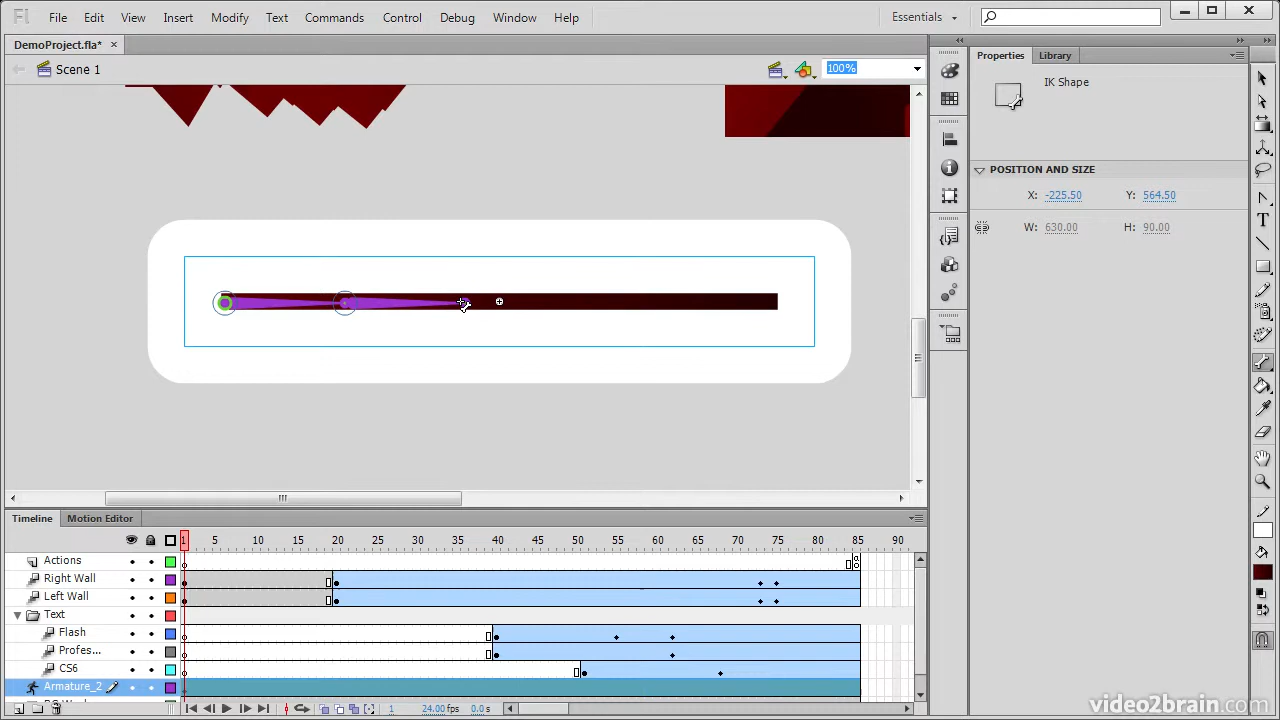 Fl File Edit View Insert Modify Text Commands Control Debug Window Help Essentials
DemoProject.fla* ×
Scene 1 100%
Properties Library
IK Shape
POSITION AND SIZE
X: -225.50 Y: 564.50
W: 630.00 H: 90.00
Timeline Motion Editor
1 5 10 15 20 25 30 35 40 45 50 55 60 65 70 75 80 85 90
Actions
Right Wall
Left Wall
Text
Flash
Profes...
CS6
Armature_2
1 24.00 fps 0.0 s
video2brain.com